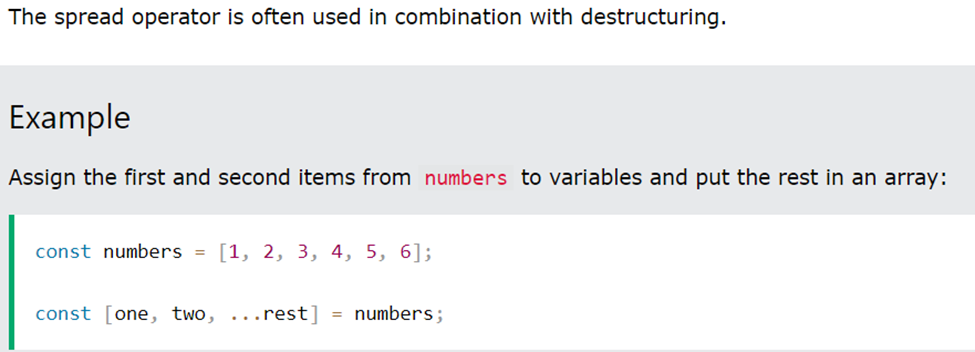 The spread operator is often used in combination with destructuring.
Example
Assign the first and second items from numbers to variables and put the rest in an array:
const numbers = [1, 2, 3, 4, 5, 6];
const [one, two, ...rest] = numbers;